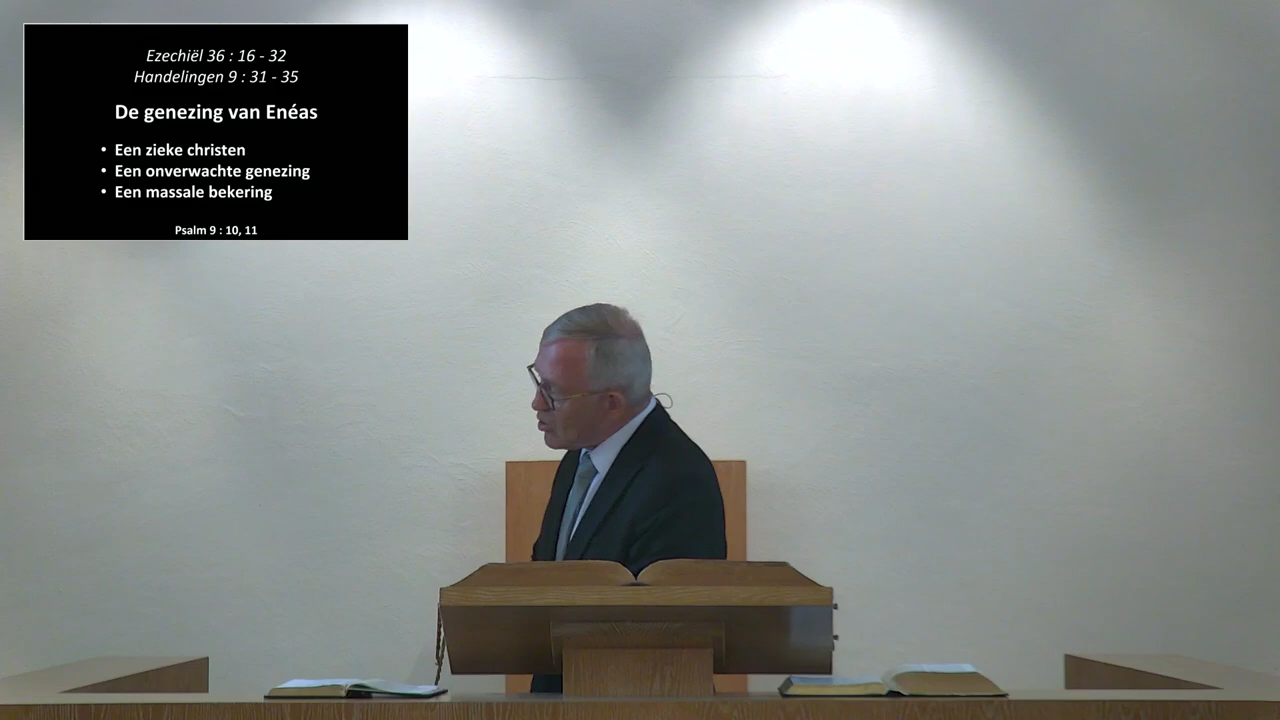 Ezechiël 36 : 16 - 32
Handelingen 9 : 31 - 35
De genezing van Enéas
• Een zieke christen
• Een onverwachte genezing
• Een massale bekering
Psalm 9 : 10, 11